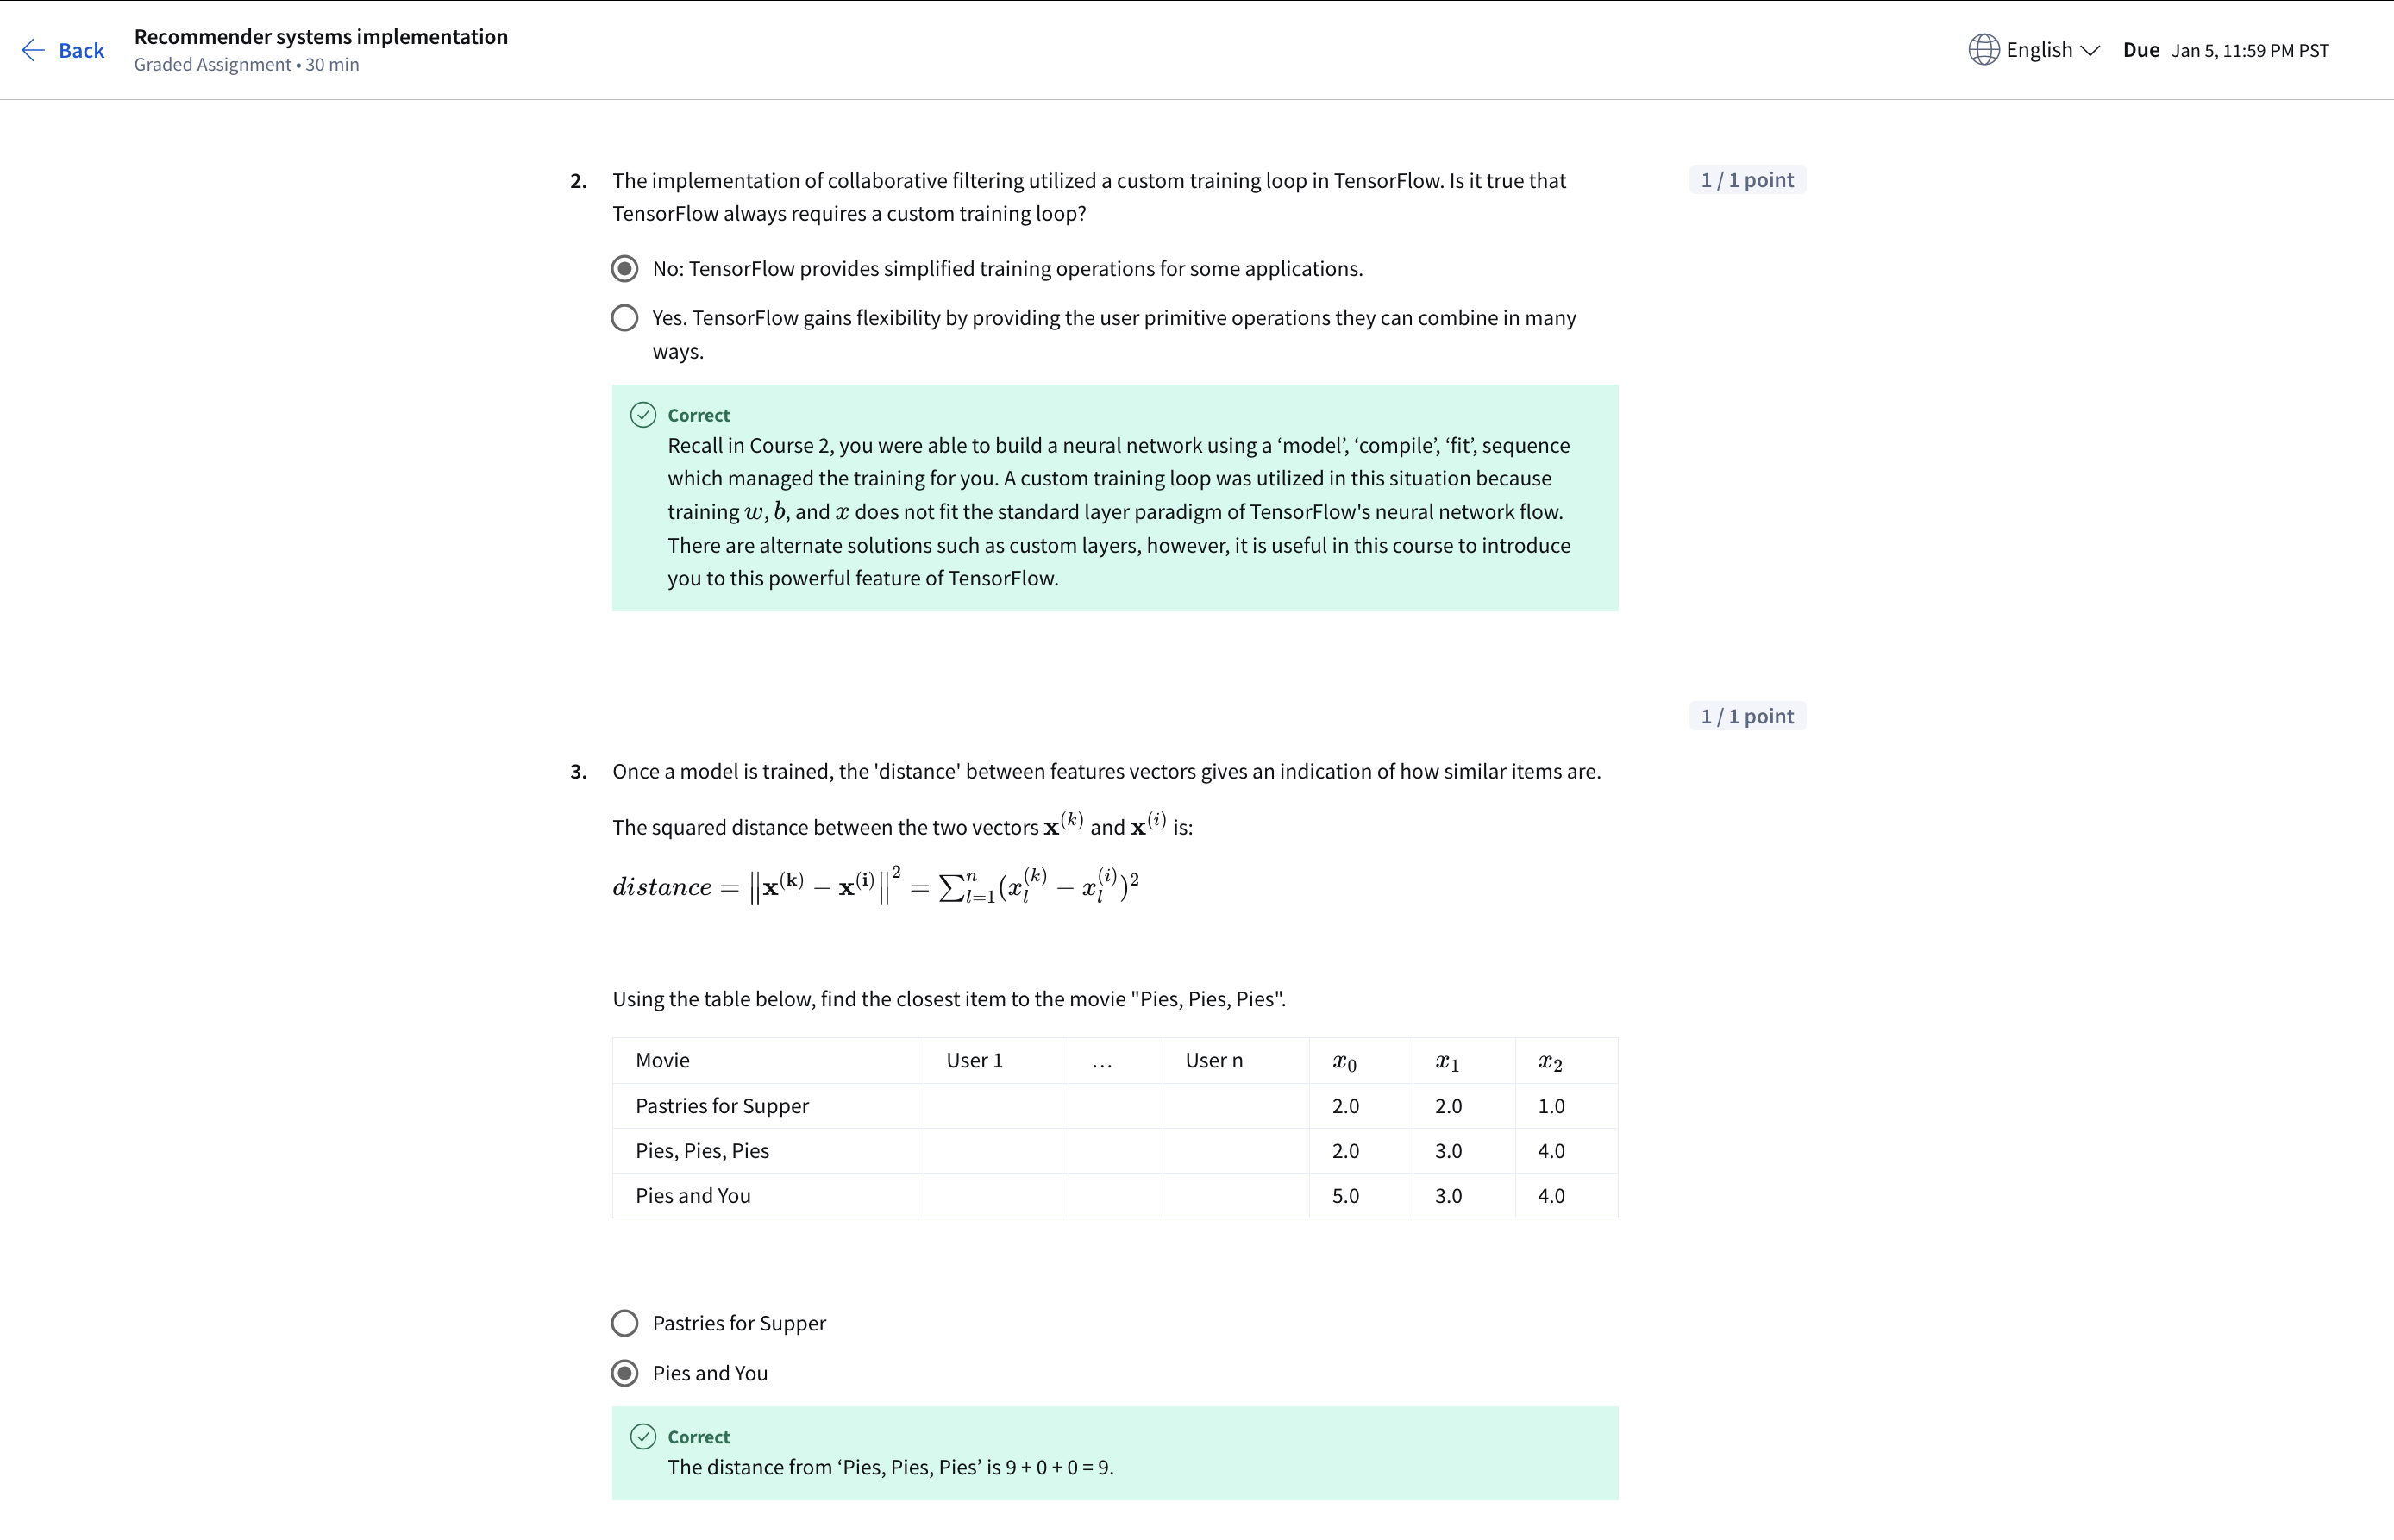 Back
Recommender systems implementation
Graded Assignment • 30 min
English
Due Jan 5, 11:59 PM PST
2. The implementation of collaborative filtering utilized a custom training loop in TensorFlow. Is it true that
TensorFlow always requires a custom training loop?
1 / 1 point
No: TensorFlow provides simplified training operations for some applications.
Yes. TensorFlow gains flexibility by providing the user primitive operations they can combine in many
ways.
Correct
Recall in Course 2, you were able to build a neural network using a ‘model’, ‘compile’, ‘fit’, sequence
which managed the training for you. A custom training loop was utilized in this situation because
training w, b, and x does not fit the standard layer paradigm of TensorFlow's neural network flow.
There are alternate solutions such as custom layers, however, it is useful in this course to introduce
you to this powerful feature of TensorFlow.
1 / 1 point
3. Once a model is trained, the 'distance' between features vectors gives an indication of how similar items are.
The squared distance between the two vectors x^(k) and x^(i) is:
distance = ||x^(k) − x^(i)||^2 = ∑_{l=1}^{n} (x_l^(k) − x_l^(i))^2
Using the table below, find the closest item to the movie "Pies, Pies, Pies".
Movie User 1 … User n x_0 x_1 x_2
Pastries for Supper 2.0 2.0 1.0
Pies, Pies, Pies 2.0 3.0 4.0
Pies and You 5.0 3.0 4.0
Pastries for Supper
Pies and You
Correct
The distance from ‘Pies, Pies, Pies’ is 9 + 0 + 0 = 9.